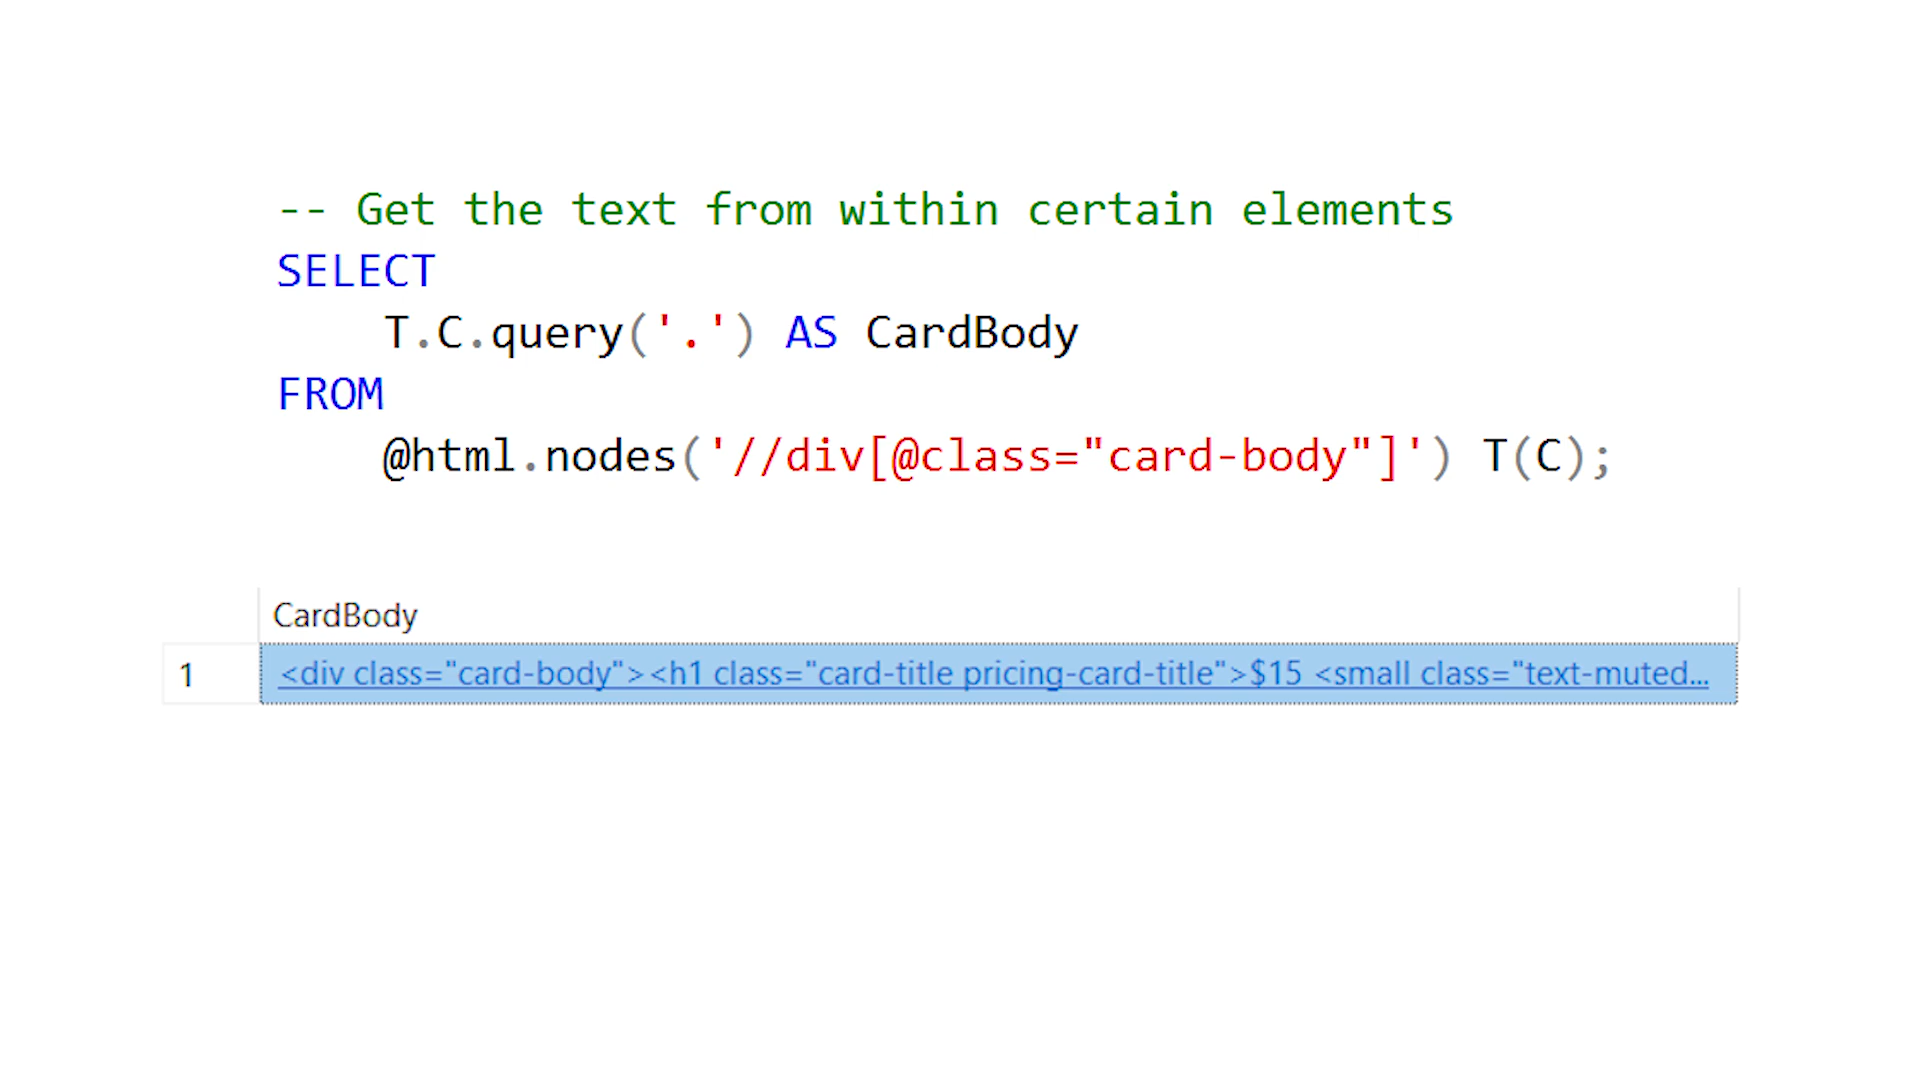 -- Get the text from within certain elements
SELECT
T.C.query('.') AS CardBody
FROM
@html.nodes('//div[@class="card-body"]') T(C);
CardBody
1 <div class="card-body"><h1 class="card-title pricing-card-title">$15 <small class="text-muted...